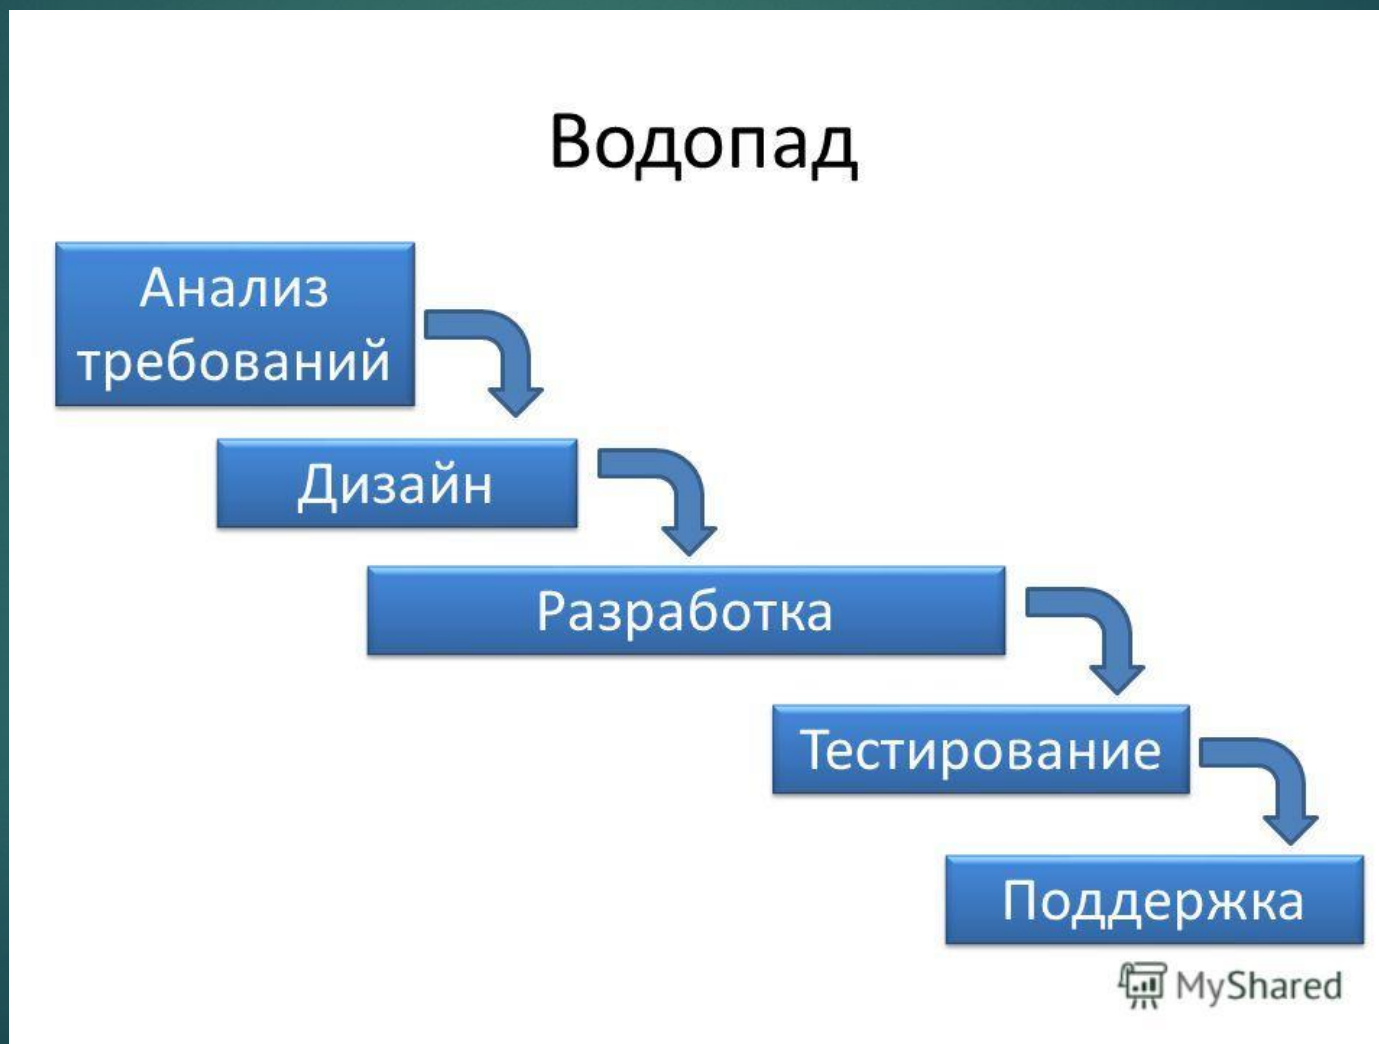 Водопад
Анализ
требований
Дизайн
Разработка
Тестирование
Поддержка
MyShared